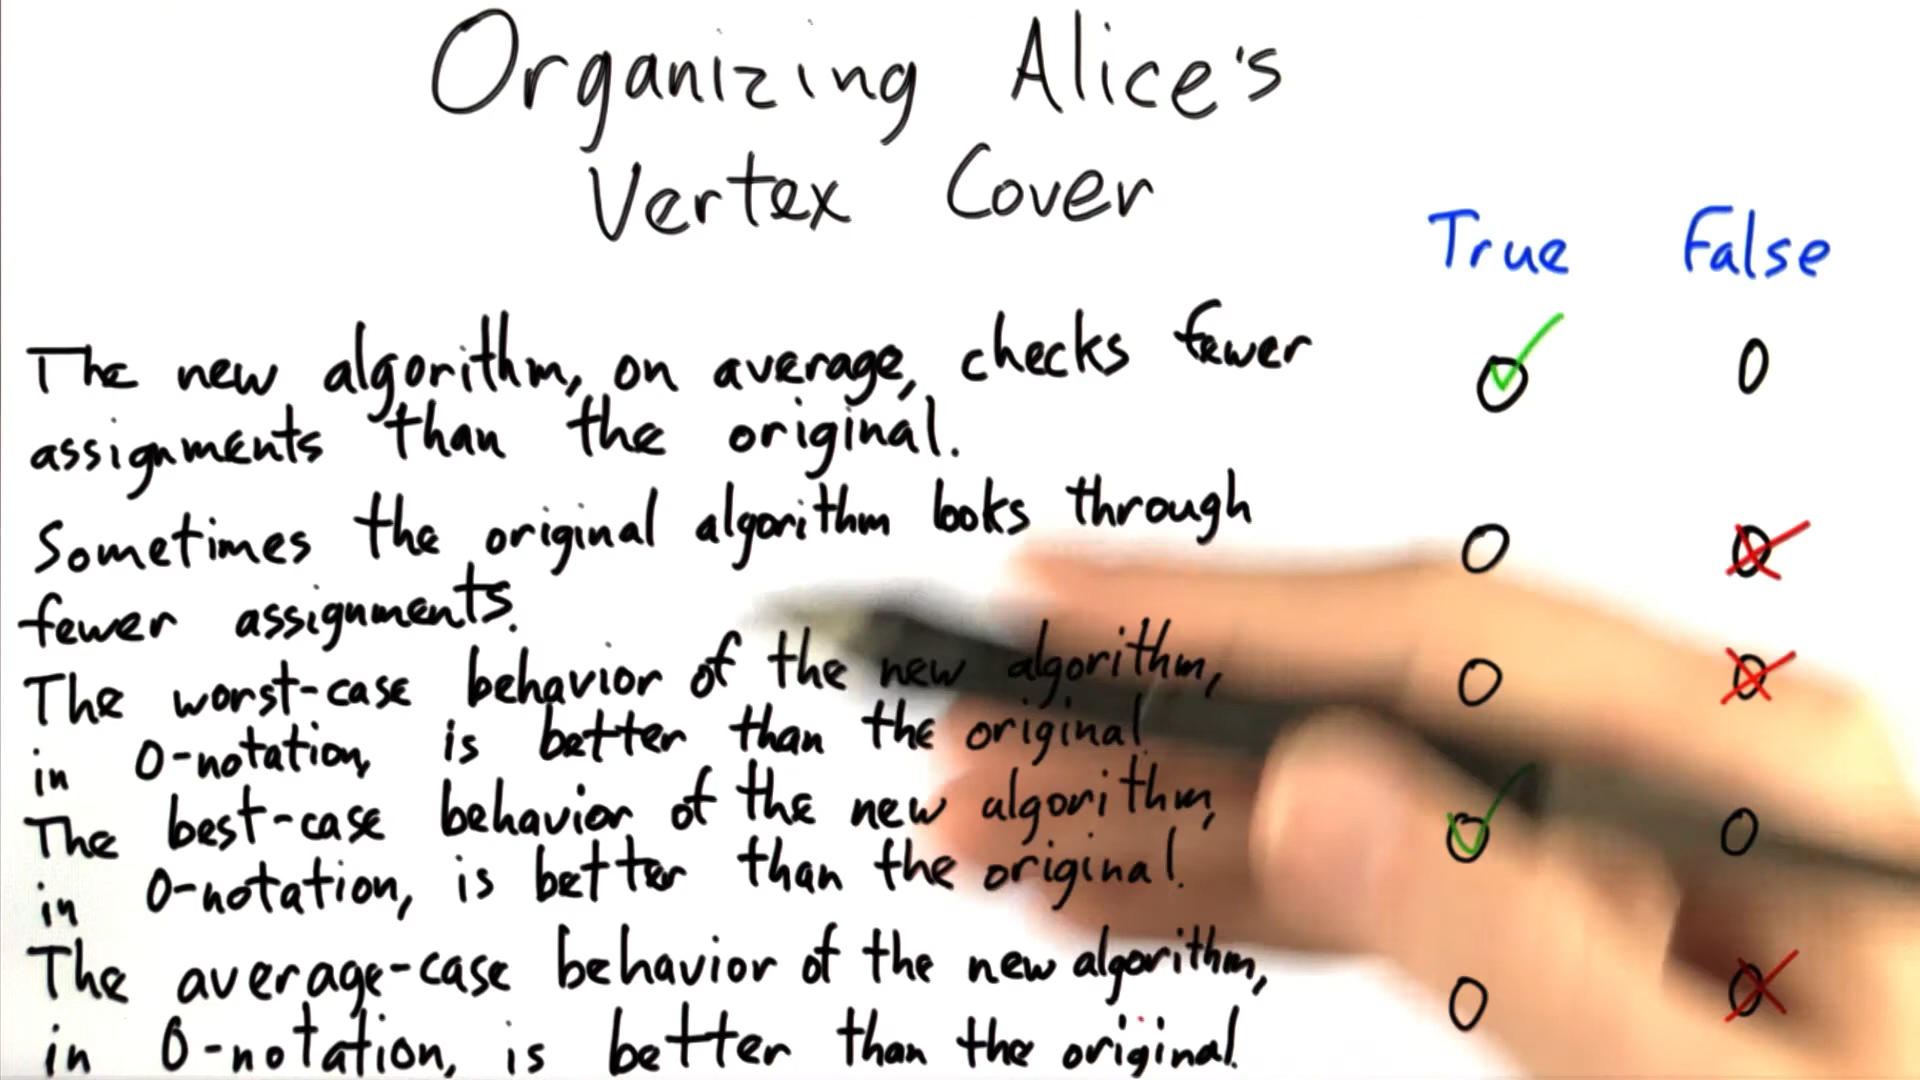 Organizing Alice's
Vertex Cover
True False
The new algorithm, on average, checks fewer
assignments than the original.
Sometimes the original algorithm looks through
fewer assignments.
The worst-case behavior of the new algorithm,
in O-notation, is better than the original
The best-case behavior of the new algorithm,
in O-notation, is better than the original.
The average-case behavior of the new algorithm,
in O-notation, is better than the original.